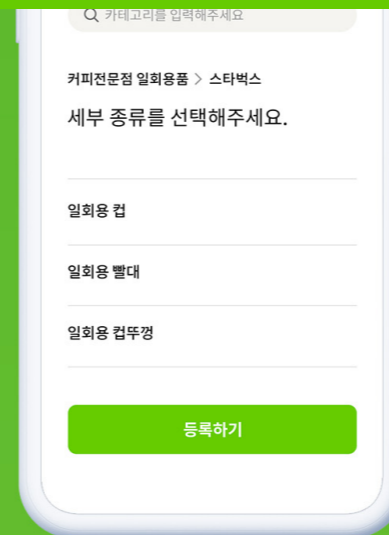 카테고리를 입력해주세요
커피전문점 일회용품 > 스타벅스
세부 종류를 선택해주세요.
일회용 컵
일회용 빨대
일회용 컵뚜껑
등록하기